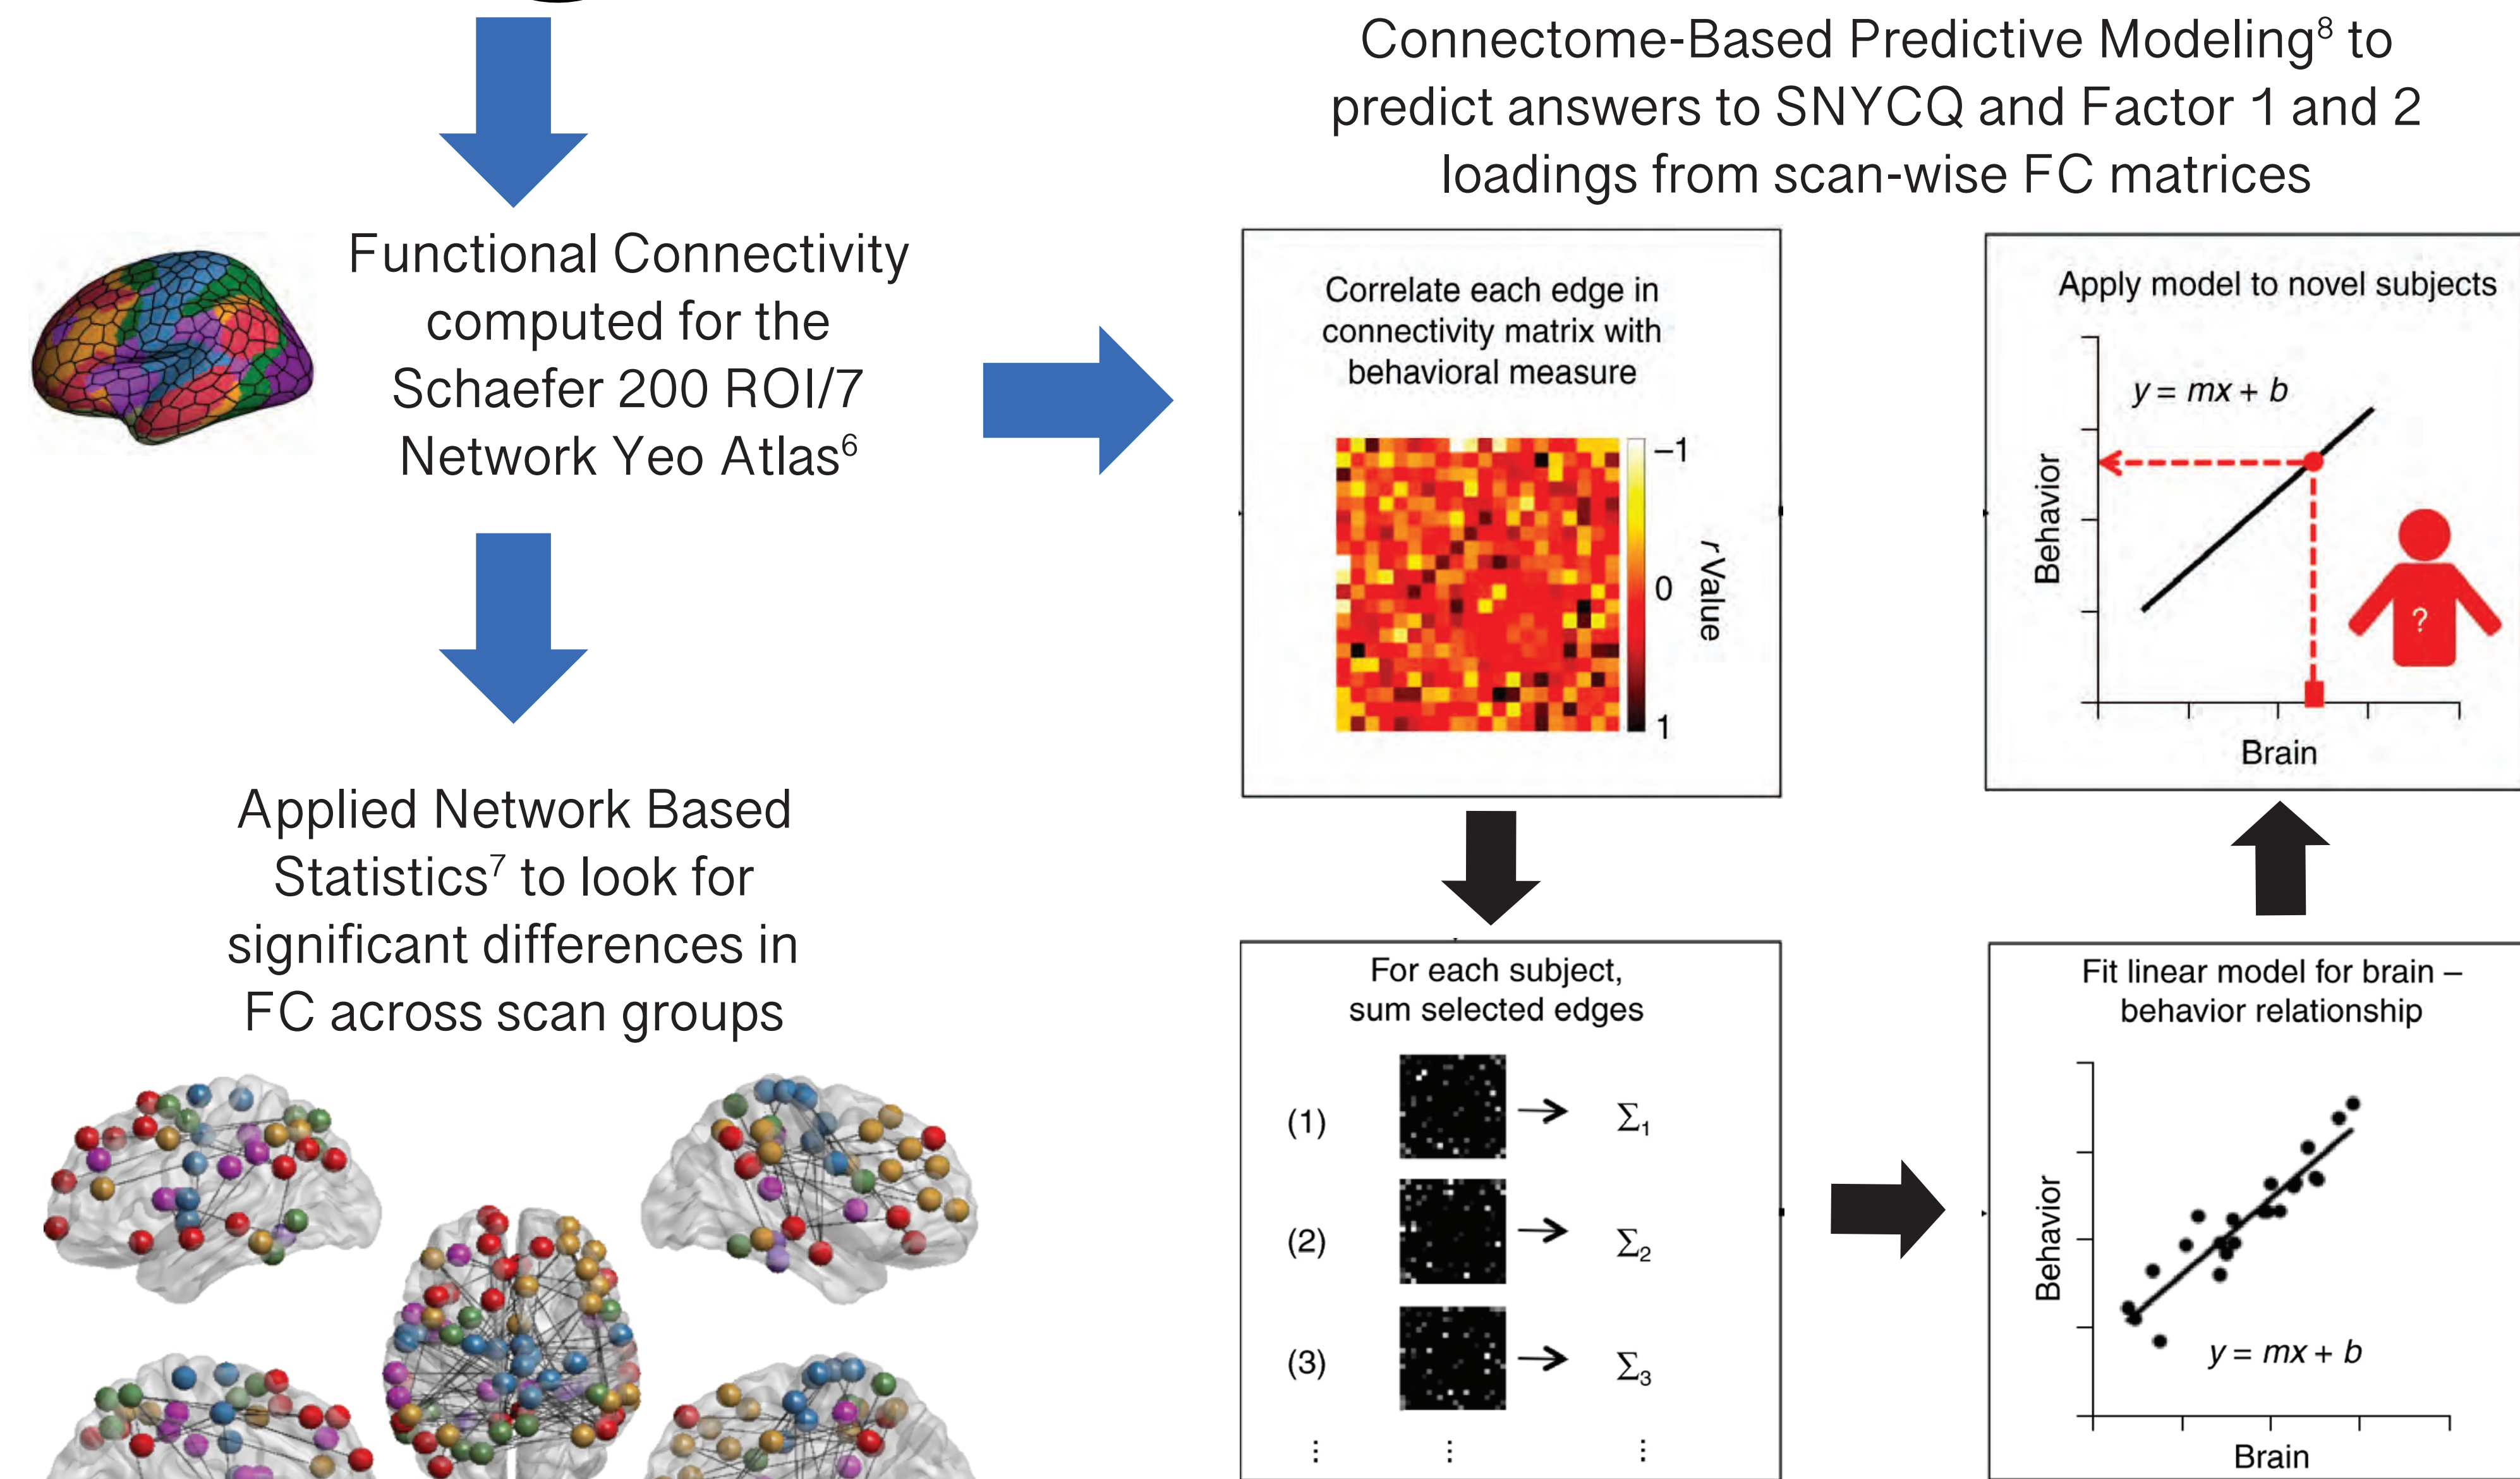 Functional Connectivity
computed for the
Schaefer 200 ROI/7
Network Yeo Atlas⁶
Applied Network Based
Statistics⁷ to look for
significant differences in
FC across scan groups
Connectome-Based Predictive Modeling⁸ to
predict answers to SNYCQ and Factor 1 and 2
loadings from scan-wise FC matrices
Correlate each edge in
connectivity matrix with
behavioral measure
–1
0
1
r Value
For each subject,
sum selected edges
(1) → Σ₁
(2) → Σ₂
(3) → Σ₃
⋮ ⋮ ⋮
Fit linear model for brain –
behavior relationship
Behavior
y = mx + b
Brain
Apply model to novel subjects
y = mx + b
Behavior
?
Brain